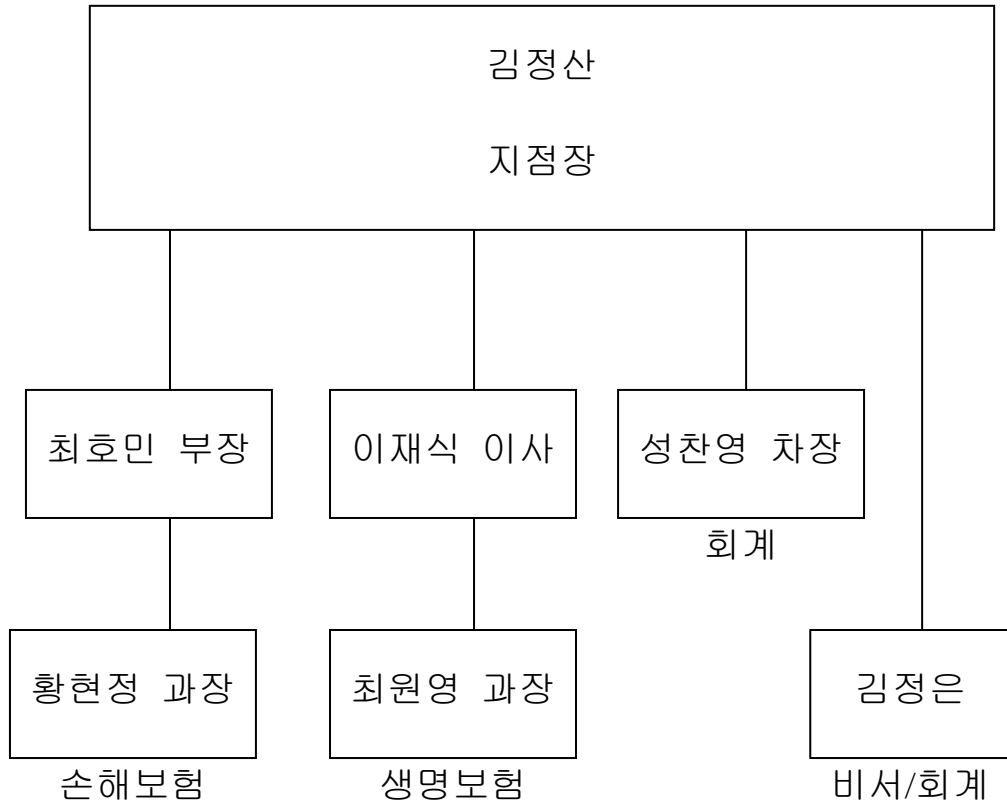 김정산
지점장
최호민 부장
이재식 이사
성찬영 차장
회계
황현정 과장
최원영 과장
김정은
손해보험
생명보험
비서/회계